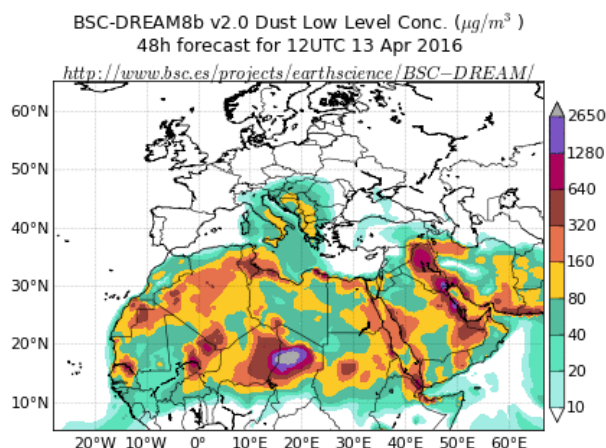 BSC-DREAM8b v2.0 Dust Low Level Conc. (μg/m³ )
48h forecast for 12UTC 13 Apr 2016
http://www.bsc.es/projects/earthscience/BSC−DREAM/
60°N
50°N
40°N
30°N
20°N
10°N
20°W
10°W
0°
10°E
20°E
30°E
40°E
50°E
60°E
2650
1280
640
320
160
80
40
20
10